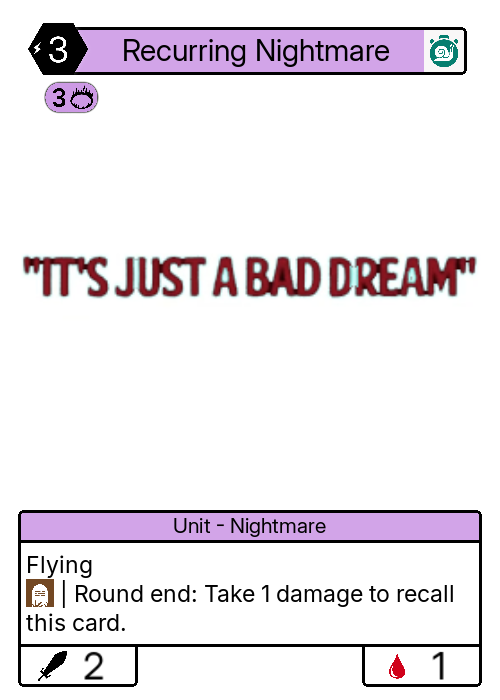 3 Recurring Nightmare
3
"IT'S JUST A BAD DREAM"
Unit - Nightmare
Flying
| Round end: Take 1 damage to recall
this card.
2 1